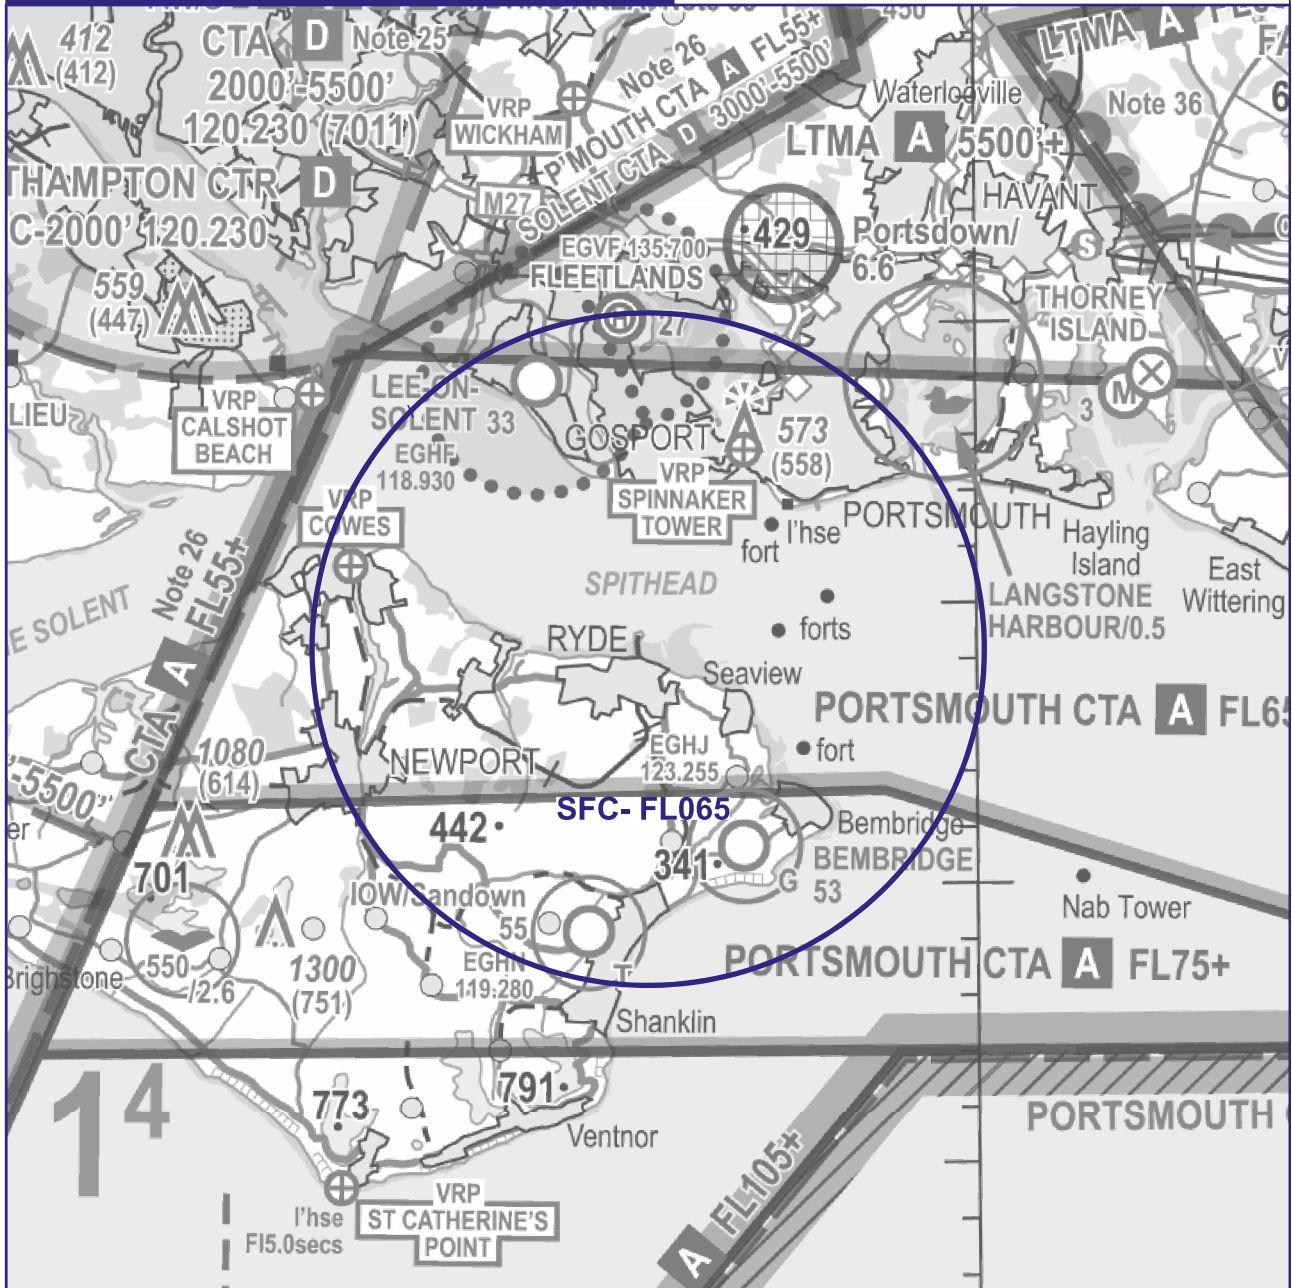 412
(412)
CTA D Note 25
2000'-5500'
120.230 (7011)
THAMPTON CTR D
C-2000' 120.230
559
(447)
VRP
WICKHAM
M27
Note 26
P'MOUTH CTA A FL55+
SOLENT CTA D 3000'-5500'
450
Waterlooville
LTMA A 5500'+
LTMA A
Note 36
HAVANT
429
Portsdown/
6.6
S
EGVF 135.700
FLEETLANDS
27
THORNEY
ISLAND
M
3
LIEU
VRP
CALSHOT
BEACH
LEE-ON-
SOLENT 33
EGHF
118.930
GOSPORT
573
(558)
VRP
SPINNAKER
TOWER
VRP
COWES
fort
l'hse
PORTSMOUTH
Hayling
Island
East
Wittering
Note 26
CTA A FL55+
E SOLENT
SPITHEAD
LANGSTONE
HARBOUR/0.5
forts
RYDE
Seaview
PORTSMOUTH CTA A FL65
1080
(614)
NEWPORT
EGHJ
123.255
fort
-5500'
er
SFC- FL065
442
341
Bembridge
BEMBRIDGE
53
G
701
IOW/Sandown
55
Nab Tower
EGHN
119.280
T
PORTSMOUTH CTA A FL75+
Brighstone
550
/2.6
1300
(751)
Shanklin
14
773
791
Ventnor
PORTSMOUTH
A FL105+
l'hse
Fl5.0secs
VRP
ST CATHERINE'S
POINT